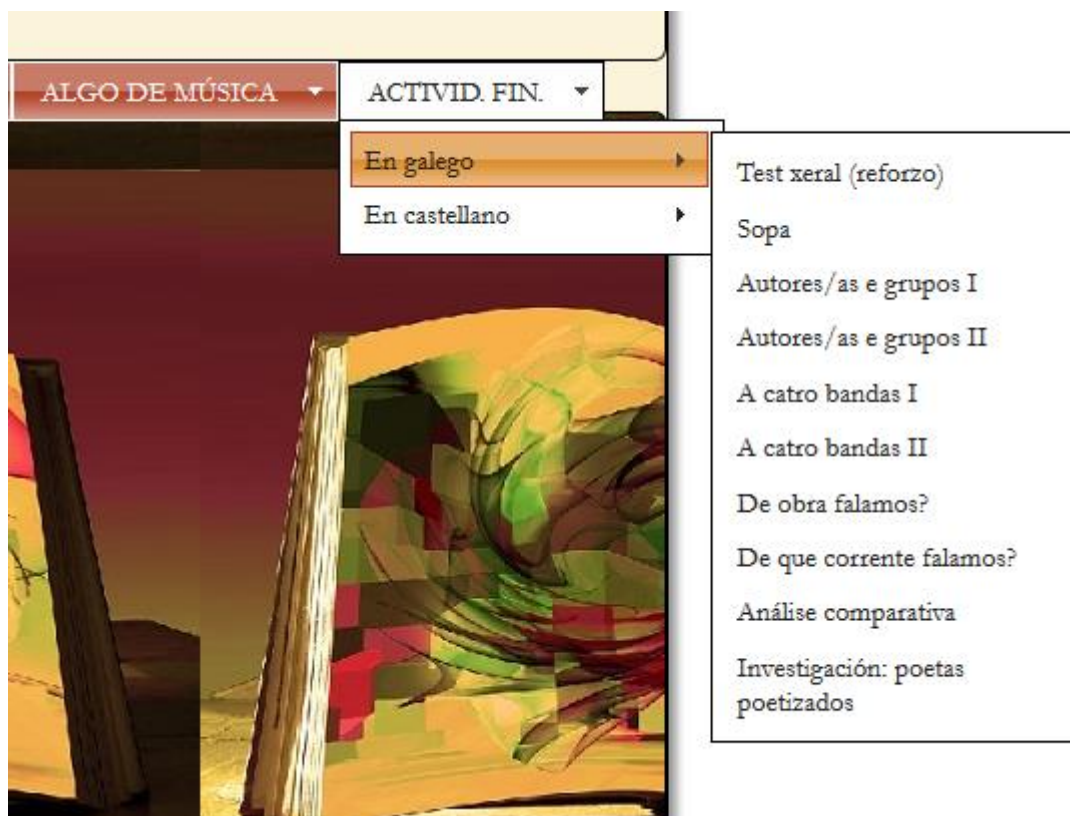 ALGO DE MÚSICA
ACTIVID. FIN.
En galego
En castellano
Test xeral (reforzo)
Sopa
Autores/as e grupos I
Autores/as e grupos II
A catro bandas I
A catro bandas II
De obra falamos?
De que corrente falamos?
Análise comparativa
Investigación: poetas
poetizados